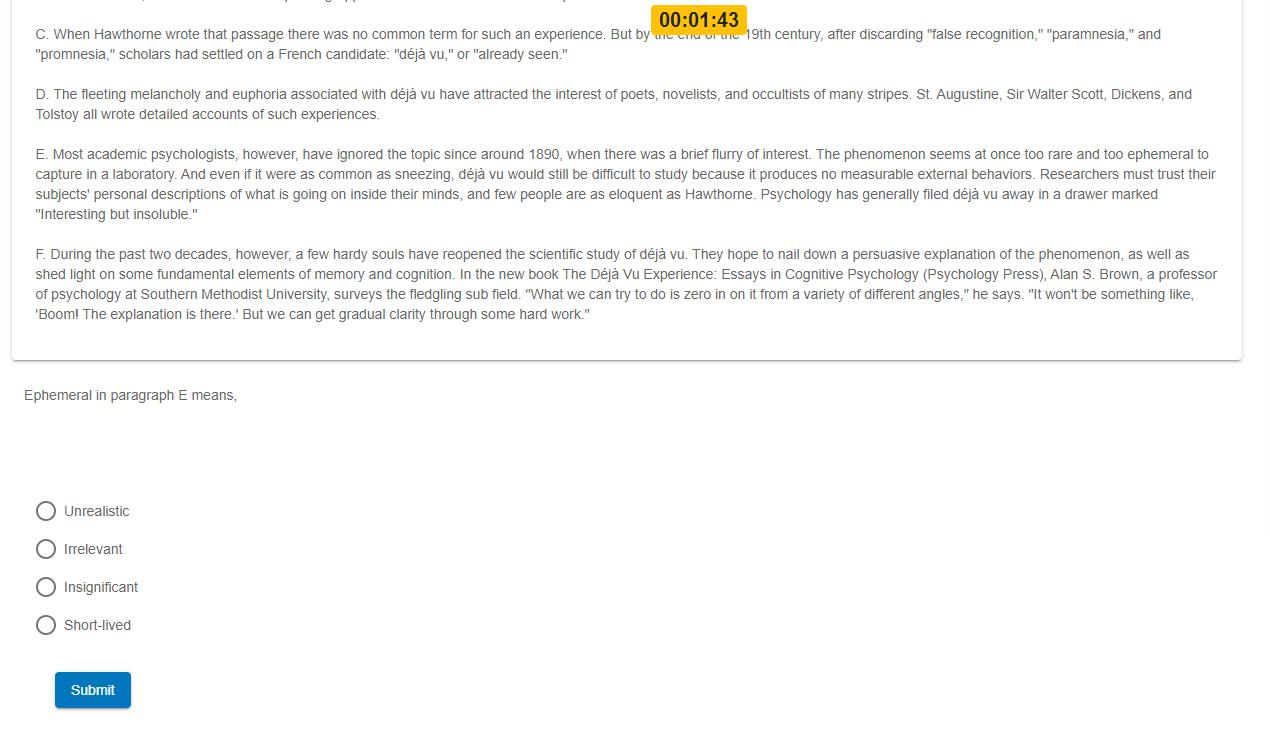 00:01:43
C. When Hawthorne wrote that passage there was no common term for such an experience. But by the end of the 19th century, after discarding "false recognition," "paramnesia," and
"promnesia," scholars had settled on a French candidate: "déjà vu," or "already seen."
D. The fleeting melancholy and euphoria associated with déjà vu have attracted the interest of poets, novelists, and occultists of many stripes. St. Augustine, Sir Walter Scott, Dickens, and
Tolstoy all wrote detailed accounts of such experiences.
E. Most academic psychologists, however, have ignored the topic since around 1890, when there was a brief flurry of interest. The phenomenon seems at once too rare and too ephemeral to
capture in a laboratory. And even if it were as common as sneezing, déjà vu would still be difficult to study because it produces no measurable external behaviors. Researchers must trust their
subjects' personal descriptions of what is going on inside their minds, and few people are as eloquent as Hawthorne. Psychology has generally filed déjà vu away in a drawer marked
"Interesting but insoluble."
F. During the past two decades, however, a few hardy souls have reopened the scientific study of déjà vu. They hope to nail down a persuasive explanation of the phenomenon, as well as
shed light on some fundamental elements of memory and cognition. In the new book The Déjà Vu Experience: Essays in Cognitive Psychology (Psychology Press), Alan S. Brown, a professor
of psychology at Southern Methodist University, surveys the fledgling sub field. "What we can try to do is zero in on it from a variety of different angles," he says. "It won't be something like,
'Boom! The explanation is there.' But we can get gradual clarity through some hard work."
Ephemeral in paragraph E means,
Unrealistic
Irrelevant
Insignificant
Short-lived
Submit